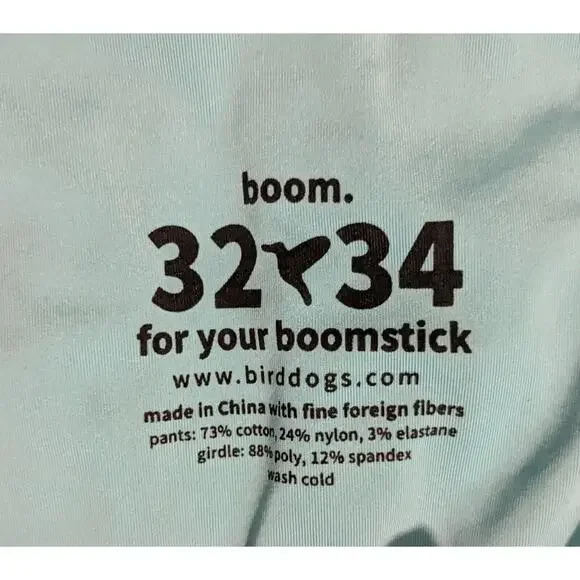 boom.
32 34
for your boomstick
www.birddogs.com
made in China with fine foreign fibers
pants: 73% cotton, 24% nylon, 3% elastane
girdle: 88% poly, 12% spandex
wash cold